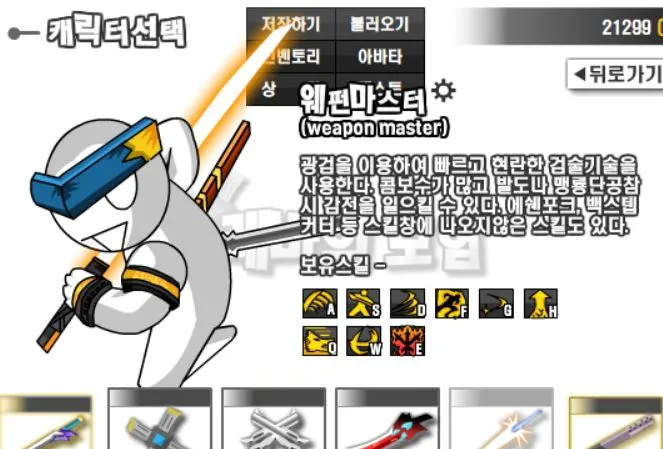 캐릭터선택
저장하기 불러오기
인벤토리 아바타
상
21299
◀뒤로가기
웨펀마스터
(weapon master)
광검을 이용하여 빠르고 현란한 검술기술을
사용한다. 콤보수가 많고 발도나 맹룡단공참
시 감전을 일으킬 수 있다. 에쉔포크, 백스텝
커터 등 스킬창에 나오지않은 스킬도 있다.
보유스킬 -
A S D F G H
Q W E